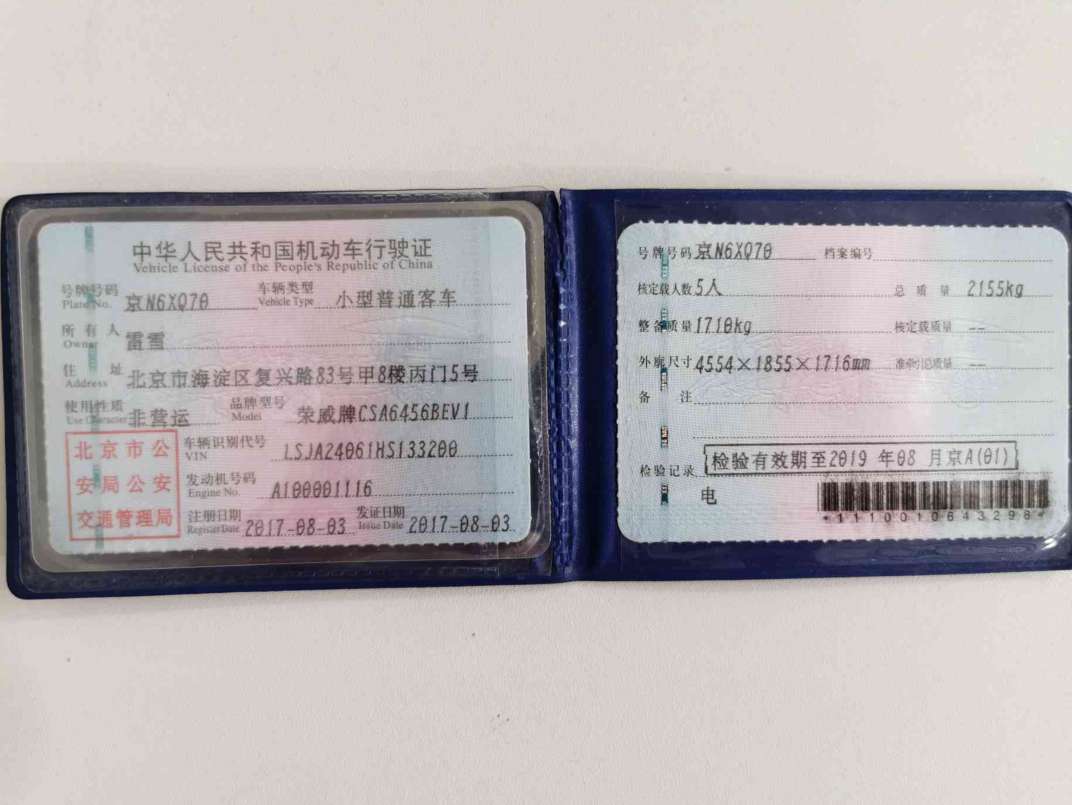 中华人民共和国机动车行驶证
Vehicle License of the People's Republic of China
号牌号码 京N6XQ70 车辆类型 小型普通客车
Plate No. Vehicle Type
所有人 雷雪
Owner
住址 北京市海淀区复兴路83号甲8楼丙门5号
Address
使用性质 非营运 品牌型号 荣威牌CSA6456BEV1
Use Character Model
北京市公
安局公安
交通管理局
车辆识别代号 LSJA24061HS133200
VIN
发动机号码 A100001116
Engine No.
注册日期 2017-08-03 发证日期 2017-08-03
Register Date Issue Date
号牌号码 京N6XQ70 档案编号
核定载人数 5人 总质量 2155kg
整备质量 1710kg 核定载质量 --
外廓尺寸 4554×1855×1716mm 准牵引总质量 --
备注
检验记录 检验有效期至2019年08月京A(01)
电
*1110010643298*